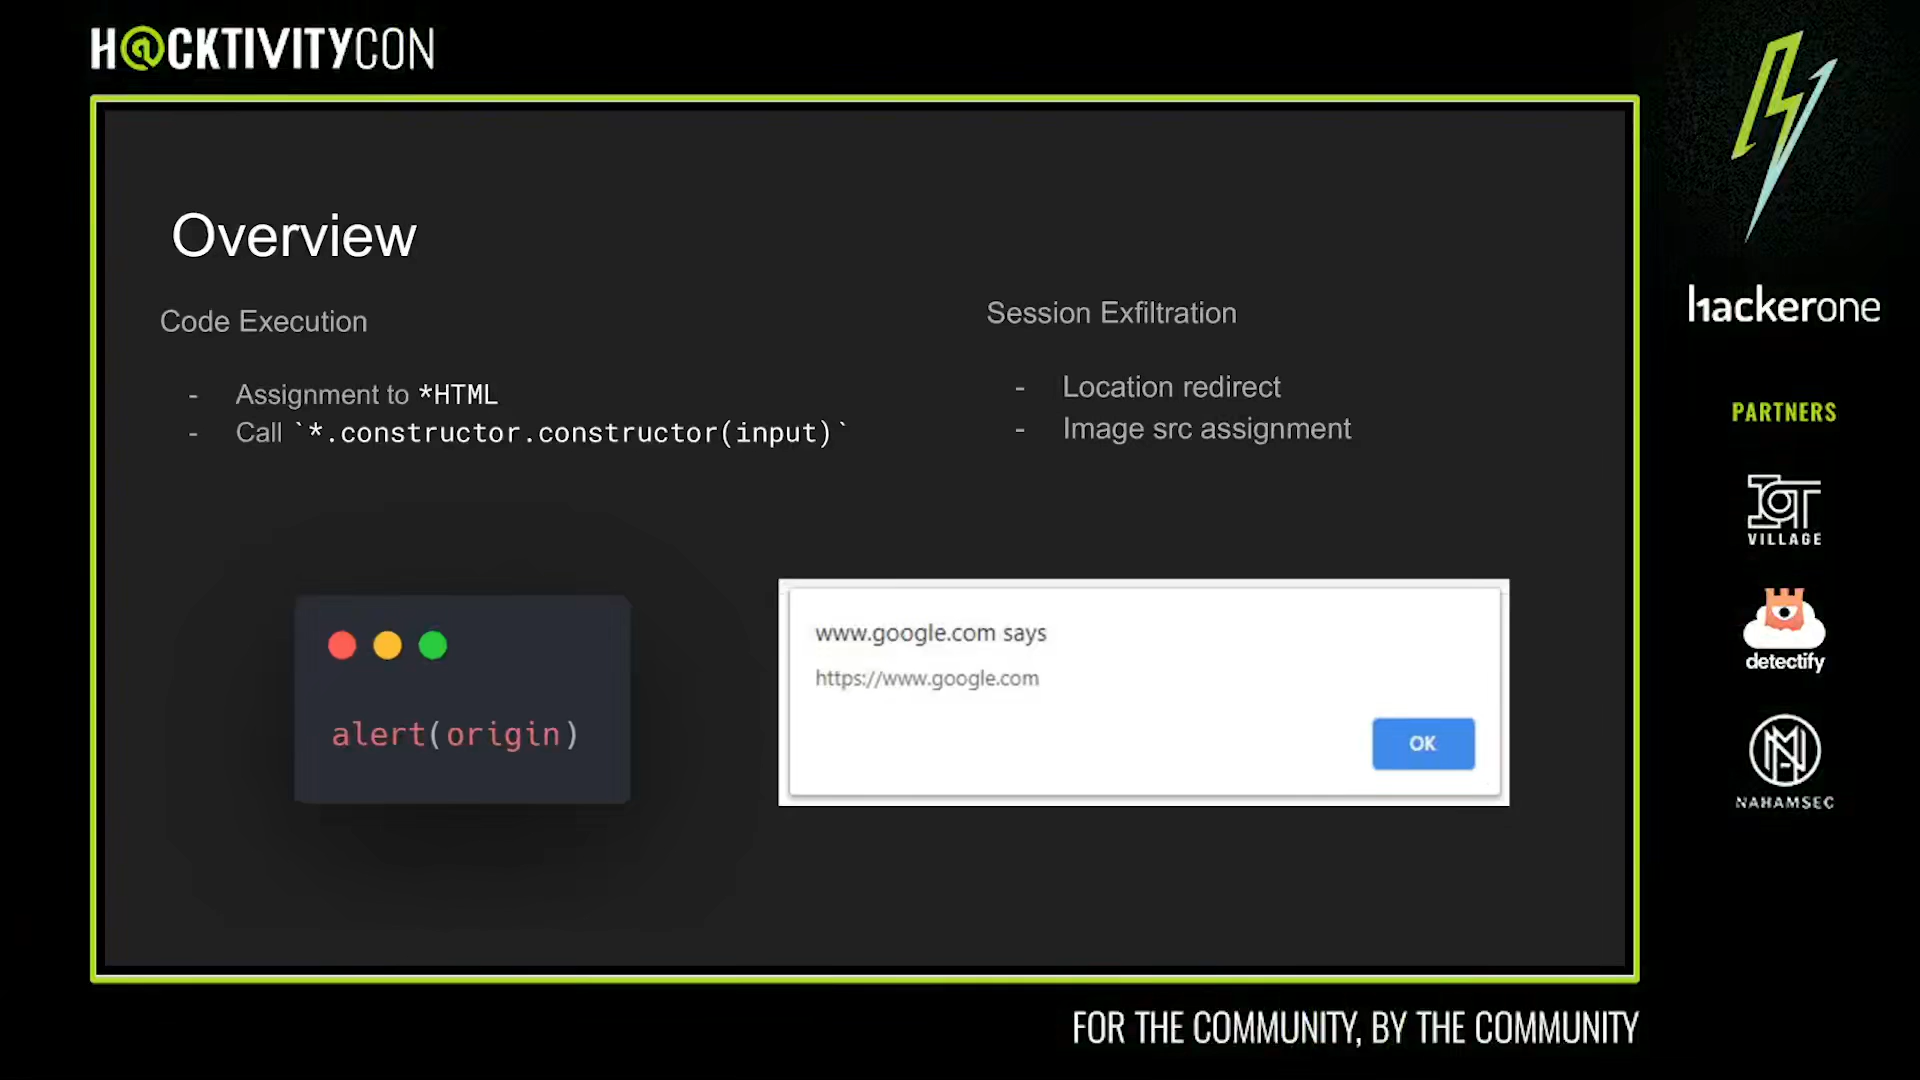 H@CKTIVITYCON
Overview
Code Execution
- Assignment to *HTML
- Call `*.constructor.constructor(input)`
Session Exfiltration
- Location redirect
- Image src assignment
alert(origin)
www.google.com says
https://www.google.com
OK
hackerone
PARTNERS
IOT
VILLAGE
detectify
NAHAMSEC
FOR THE COMMUNITY, BY THE COMMUNITY